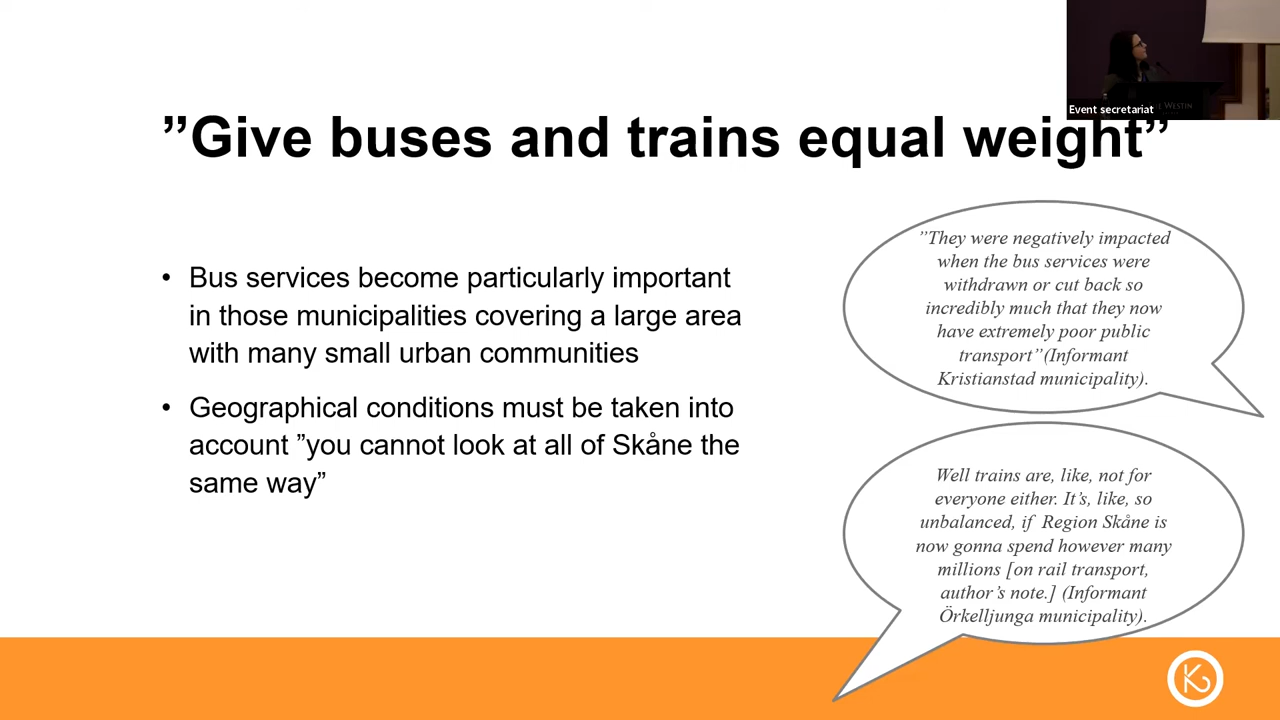 Event secretariat
WESTIN
”Give buses and trains equal weight”
• Bus services become particularly important
in those municipalities covering a large area
with many small urban communities
• Geographical conditions must be taken into
account ”you cannot look at all of Skåne the
same way”
”They were negatively impacted
when the bus services were
withdrawn or cut back so
incredibly much that they now
have extremely poor public
transport”(Informant
Kristianstad municipality).
Well trains are, like, not for
everyone either. It’s, like, so
unbalanced, if Region Skåne is
now gonna spend however many
millions [on rail transport,
author’s note.] (Informant
Örkelljunga municipality).